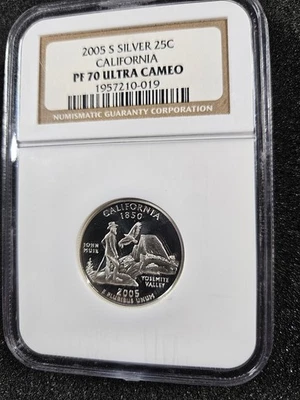 2005 S SILVER 25C
CALIFORNIA
PF 70 ULTRA CAMEO
1957210-019
NUMISMATIC GUARANTY CORPORATION
CALIFORNIA
1850
JOHN
MUIR
YOSEMITE
VALLEY
2005
E PLURIBUS UNUM